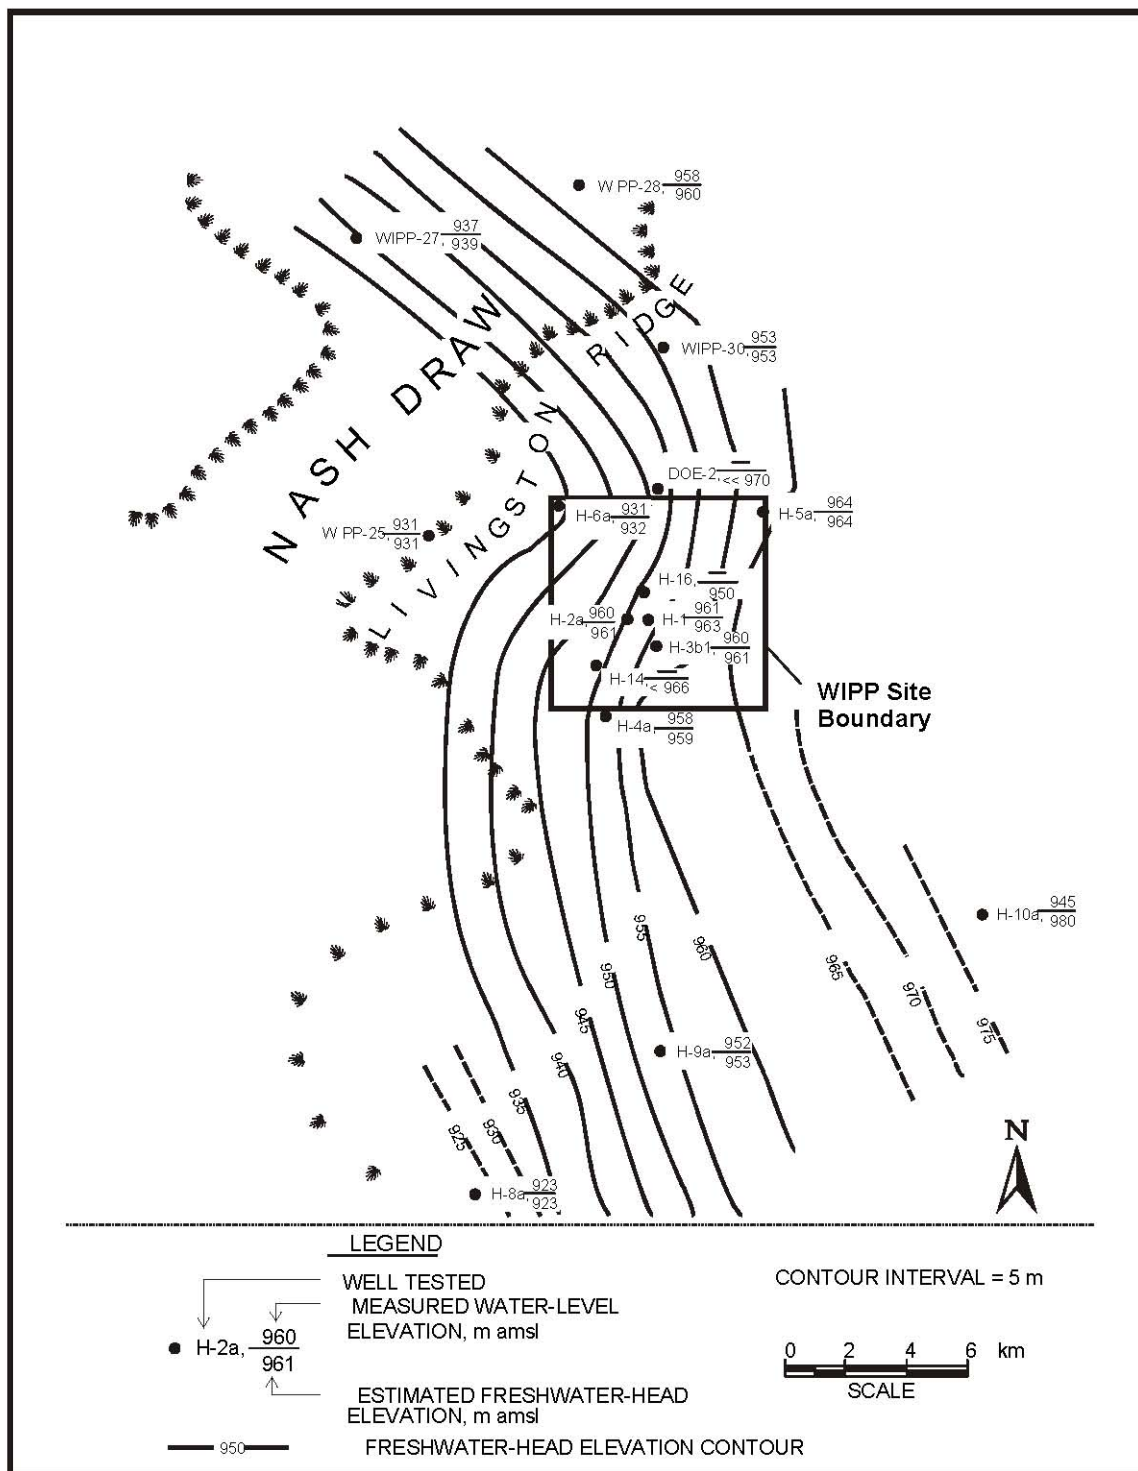 W PP-28, 958
960
WIPP-27, 937
939
NASH DRAW
LIVINGSTON RIDGE
WIPP-30, 953
953
DOE-2, —
<< 970
H-6a, 931
932
H-5a, 964
964
W PP-25, 931
931
H-16, —
950
H-2a, 960
961
H-1 961
963
H-3b1, 960
961
H-14, —
< 966
WIPP Site
Boundary
H-4a, 958
959
H-10a, 945
980
955
960
965
970
975
950
945
940
935
930
925
H-9a, 952
953
H-8a, 923
923
N
LEGEND
WELL TESTED
MEASURED WATER-LEVEL
ELEVATION, m amsl
H-2a, 960
961
ESTIMATED FRESHWATER-HEAD
ELEVATION, m amsl
950
FRESHWATER-HEAD ELEVATION CONTOUR
CONTOUR INTERVAL = 5 m
0 2 4 6 km
SCALE